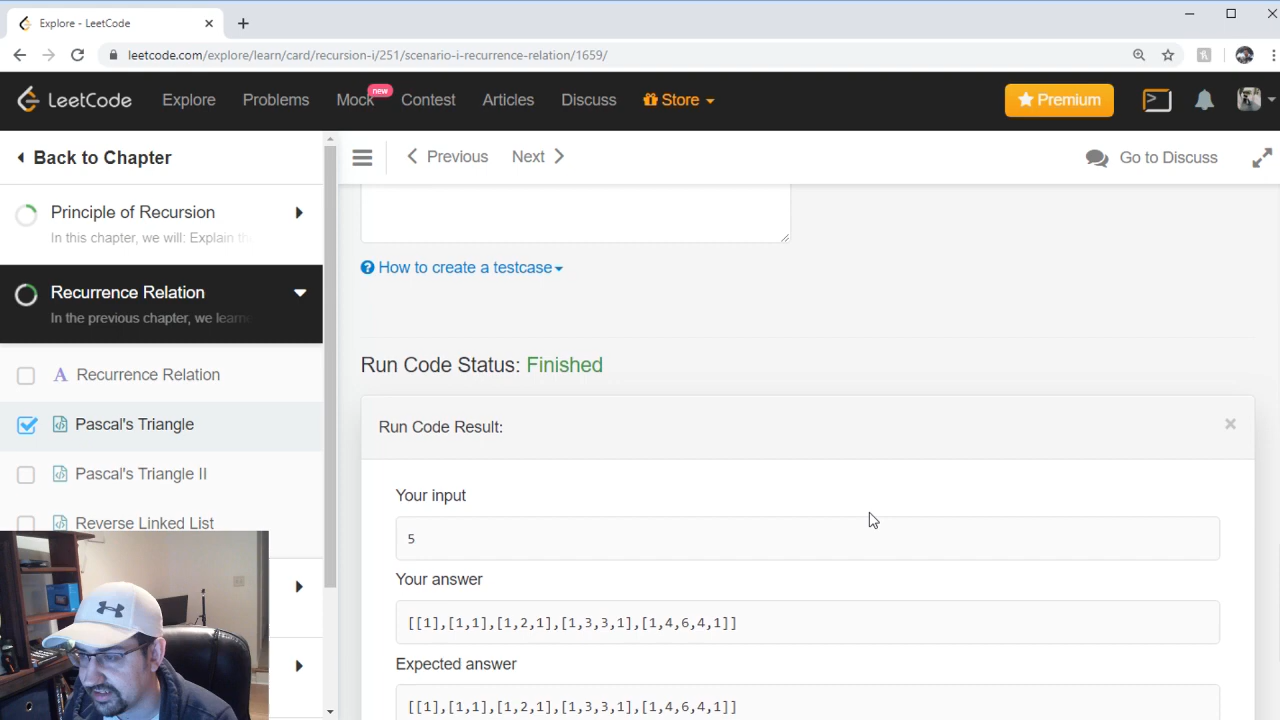 Explore - LeetCode
leetcode.com/explore/learn/card/recursion-i/251/scenario-i-recurrence-relation/1659/
LeetCode Explore Problems Mock new Contest Articles Discuss Store Premium
Back to Chapter
Previous Next Go to Discuss
Principle of Recursion
In this chapter, we will: Explain th
How to create a testcase
Recurrence Relation
In the previous chapter, we learne
Run Code Status: Finished
A Recurrence Relation
Pascal's Triangle
Pascal's Triangle II
Reverse Linked List
Run Code Result:
Your input
5
Your answer
[[1],[1,1],[1,2,1],[1,3,3,1],[1,4,6,4,1]]
Expected answer
[[1],[1,1],[1,2,1],[1,3,3,1],[1,4,6,4,1]]